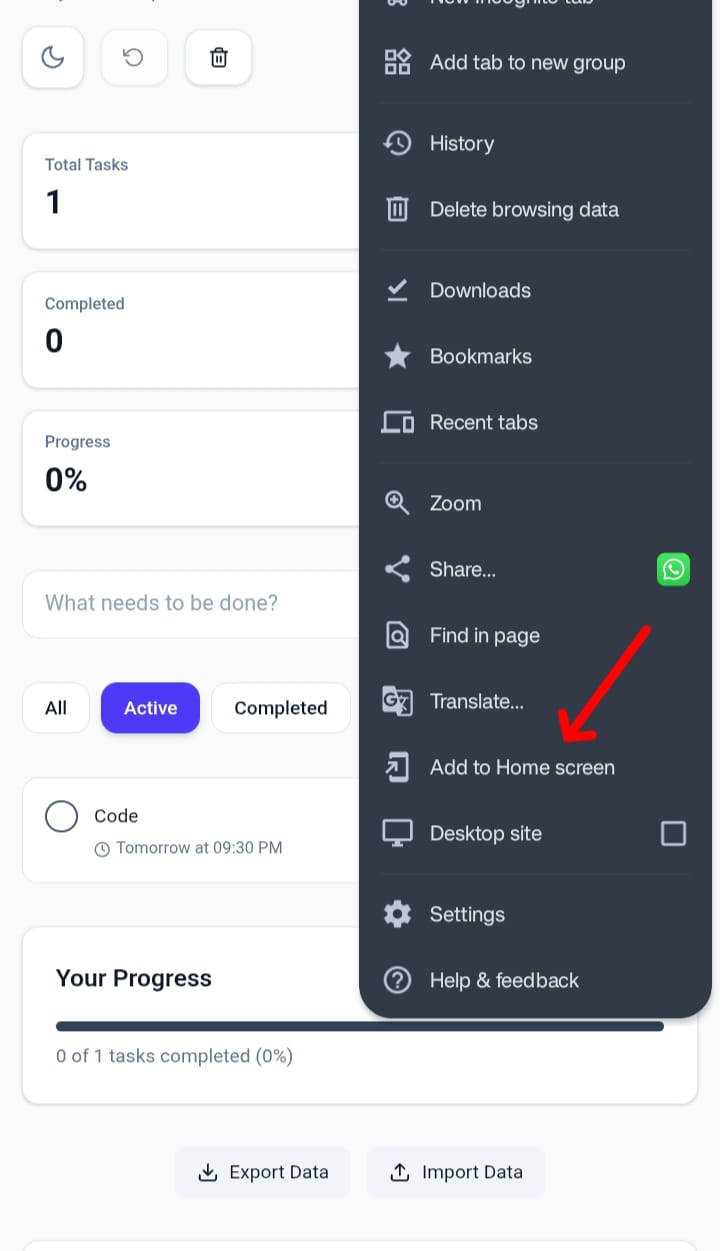 New Incognito tab
Add tab to new group
History
Delete browsing data
Downloads
Bookmarks
Recent tabs
Zoom
Share...
Find in page
Translate...
Add to Home screen
Desktop site
Settings
Help & feedback
Total Tasks
1
Completed
0
Progress
0%
What needs to be done?
All
Active
Completed
Code
Tomorrow at 09:30 PM
Your Progress
0 of 1 tasks completed (0%)
Export Data
Import Data